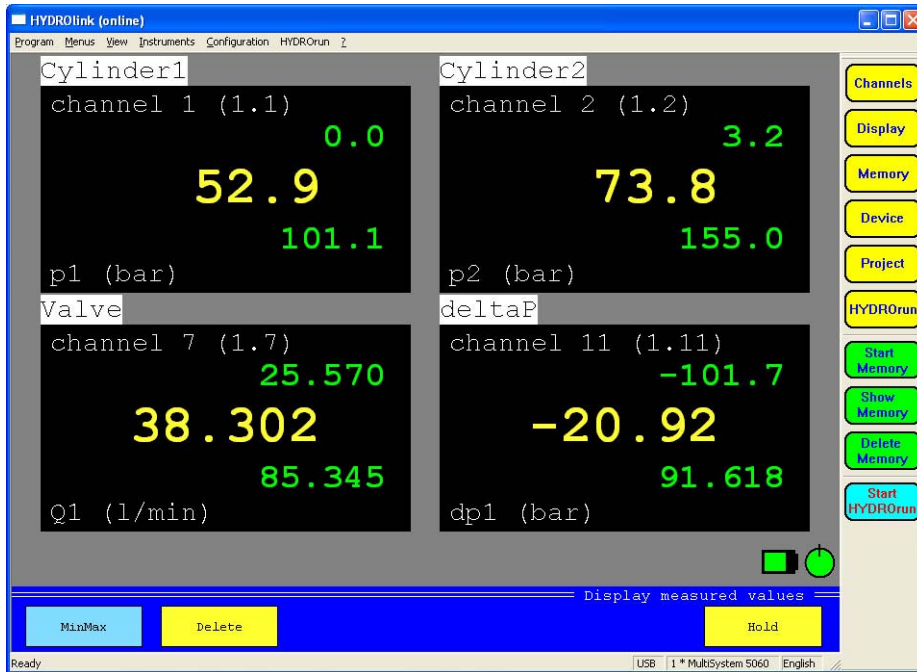 HYDROlink (online)
Program Menus View Instruments Configuration HYDROrun ?
Cylinder1
channel 1 (1.1)
0.0
52.9
101.1
p1 (bar)
Cylinder2
channel 2 (1.2)
3.2
73.8
155.0
p2 (bar)
Valve
channel 7 (1.7)
25.570
38.302
85.345
Q1 (l/min)
deltaP
channel 11 (1.11)
-101.7
-20.92
91.618
dp1 (bar)
Channels
Display
Memory
Device
Project
HYDROrun
Start
Memory
Show
Memory
Delete
Memory
Start
HYDROrun
Display measured values
MinMax
Delete
Hold
Ready
USB
1 * MultiSystem 5060
English